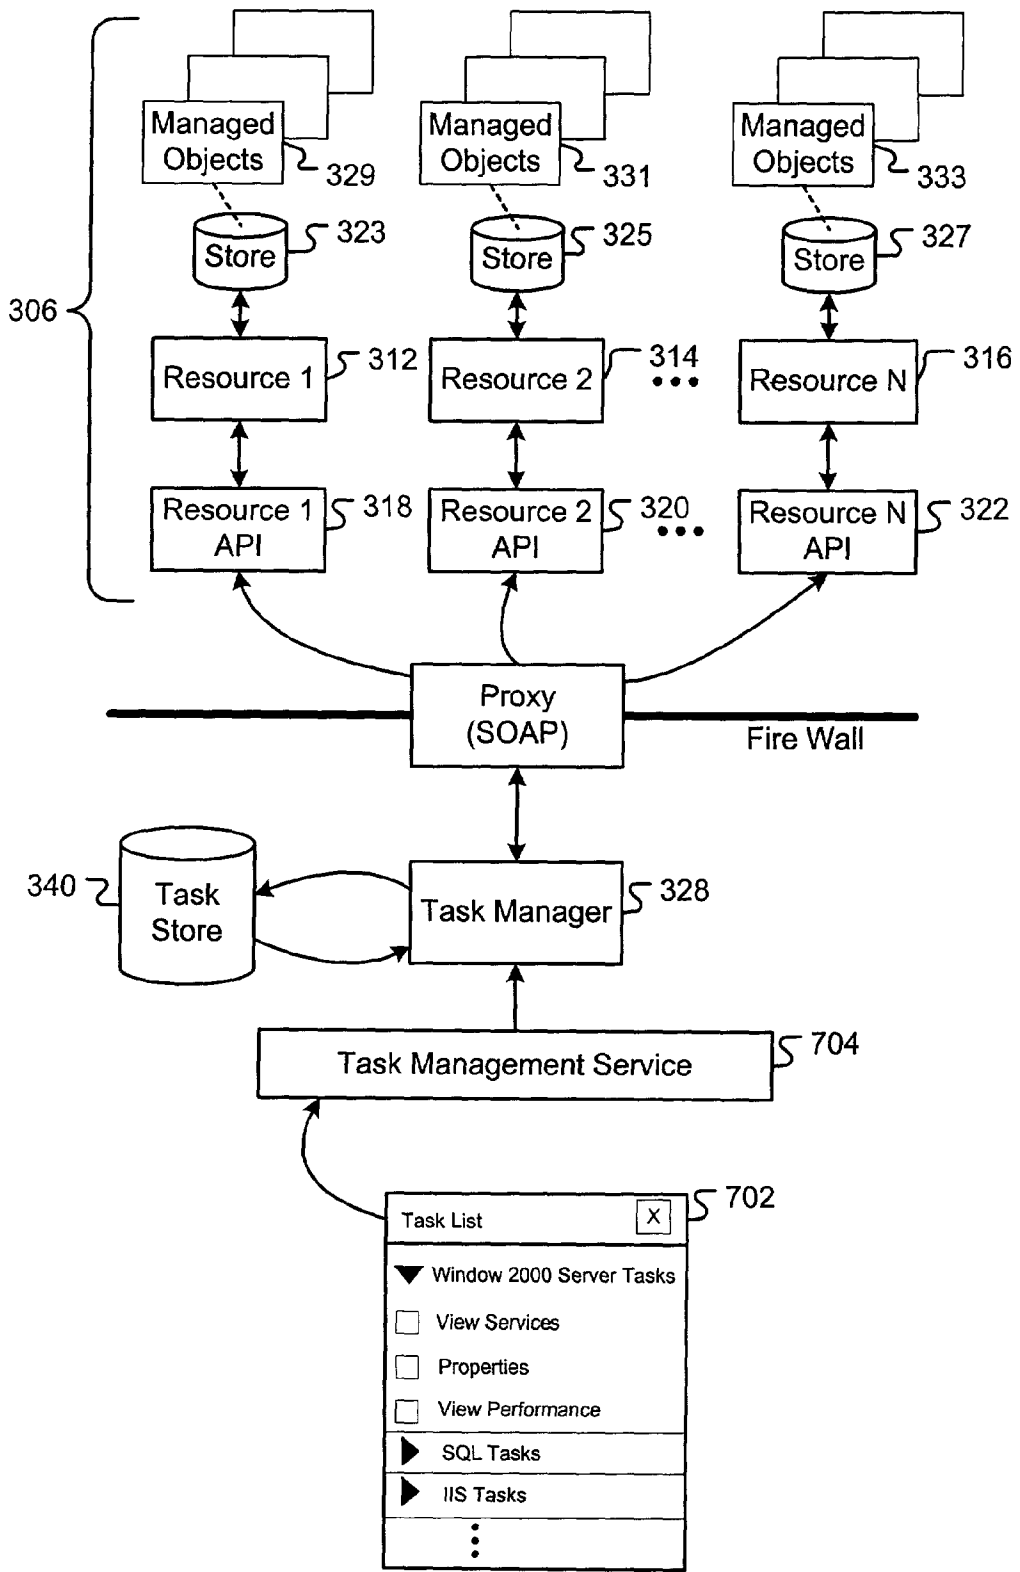 Managed
Objects
329
Managed
Objects
331
Managed
Objects
333
Store
323
Store
325
Store
327
306
Resource 1
312
Resource 2
314
Resource N
316
Resource 1
API
318
Resource 2
API
320
Resource N
API
322
Proxy
(SOAP)
Fire Wall
340
Task
Store
Task Manager
328
Task Management Service
704
Task List
X
702
Window 2000 Server Tasks
View Services
Properties
View Performance
SQL Tasks
IIS Tasks